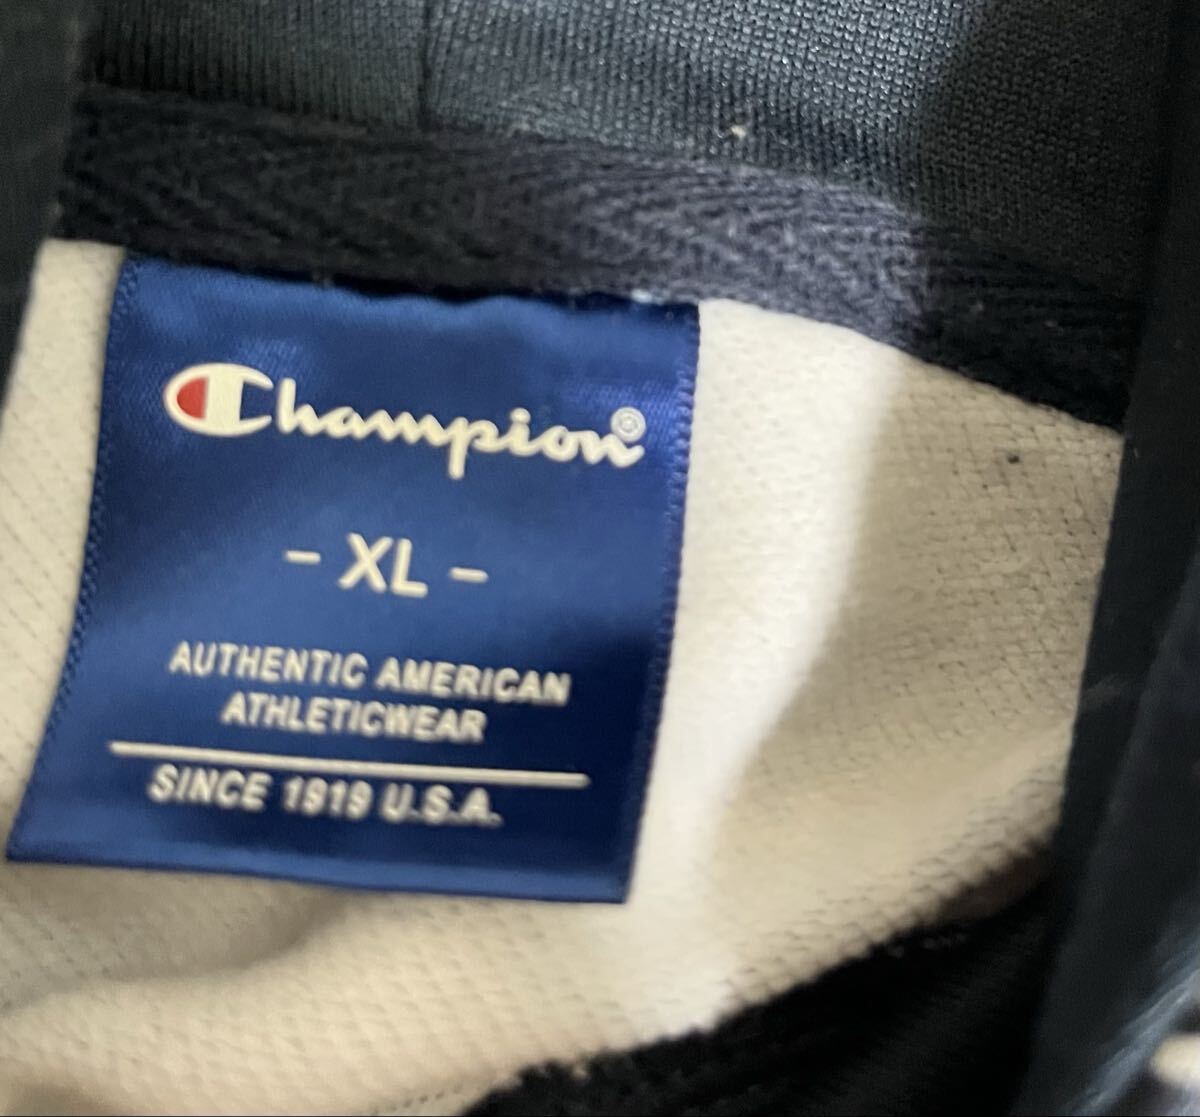 Champion®
- XL -
AUTHENTIC AMERICAN
ATHLETICWEAR
SINCE 1919 U.S.A.